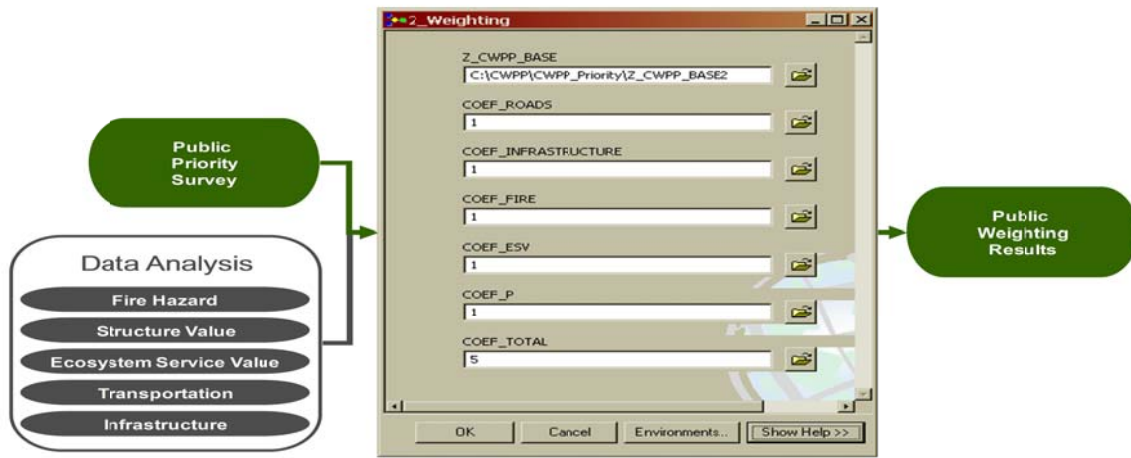 Public
Priority
Survey
Data Analysis
Fire Hazard
Structure Value
Ecosystem Service Value
Transportation
Infrastructure
2_Weighting
Z_CWPP_BASE
C:\CWPP\CWPP_Priority\Z_CWPP_BASE2
COEF_ROADS
1
COEF_INFRASTRUCTURE
1
COEF_FIRE
1
COEF_ESV
1
COEF_P
1
COEF_TOTAL
5
OK
Cancel
Environments...
Show Help >>
Public
Weighting
Results